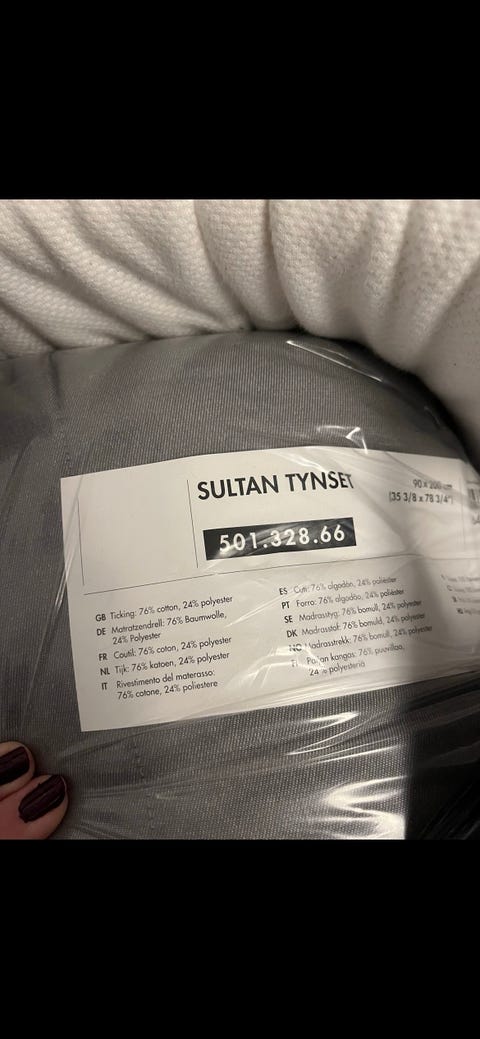 SULTAN TYNSET
90 x 200 cm
(35 3/8 x 78 3/4")
501.328.66
GB Ticking: 76% cotton, 24% polyester
DE Matratzendrell: 76% Baumwolle,
24% Polyester
FR Coutil: 76% coton, 24% polyester
NL Tijk: 76% katoen, 24% polyester
IT Rivestimento del materasso:
76% cotone, 24% poliestere
ES Cutí: 76% algodón, 24% poliéster
PT Forro: 76% algodão, 24% poliéster
SE Madrasstyg: 76% bomull, 24% polyester
DK Madrasstof: 76% bomuld, 24% polyester
NO Madrasstrekk: 76% bomull, 24% polyester
FI kangas: 76% puuvillaa,
24 % polyesteriä